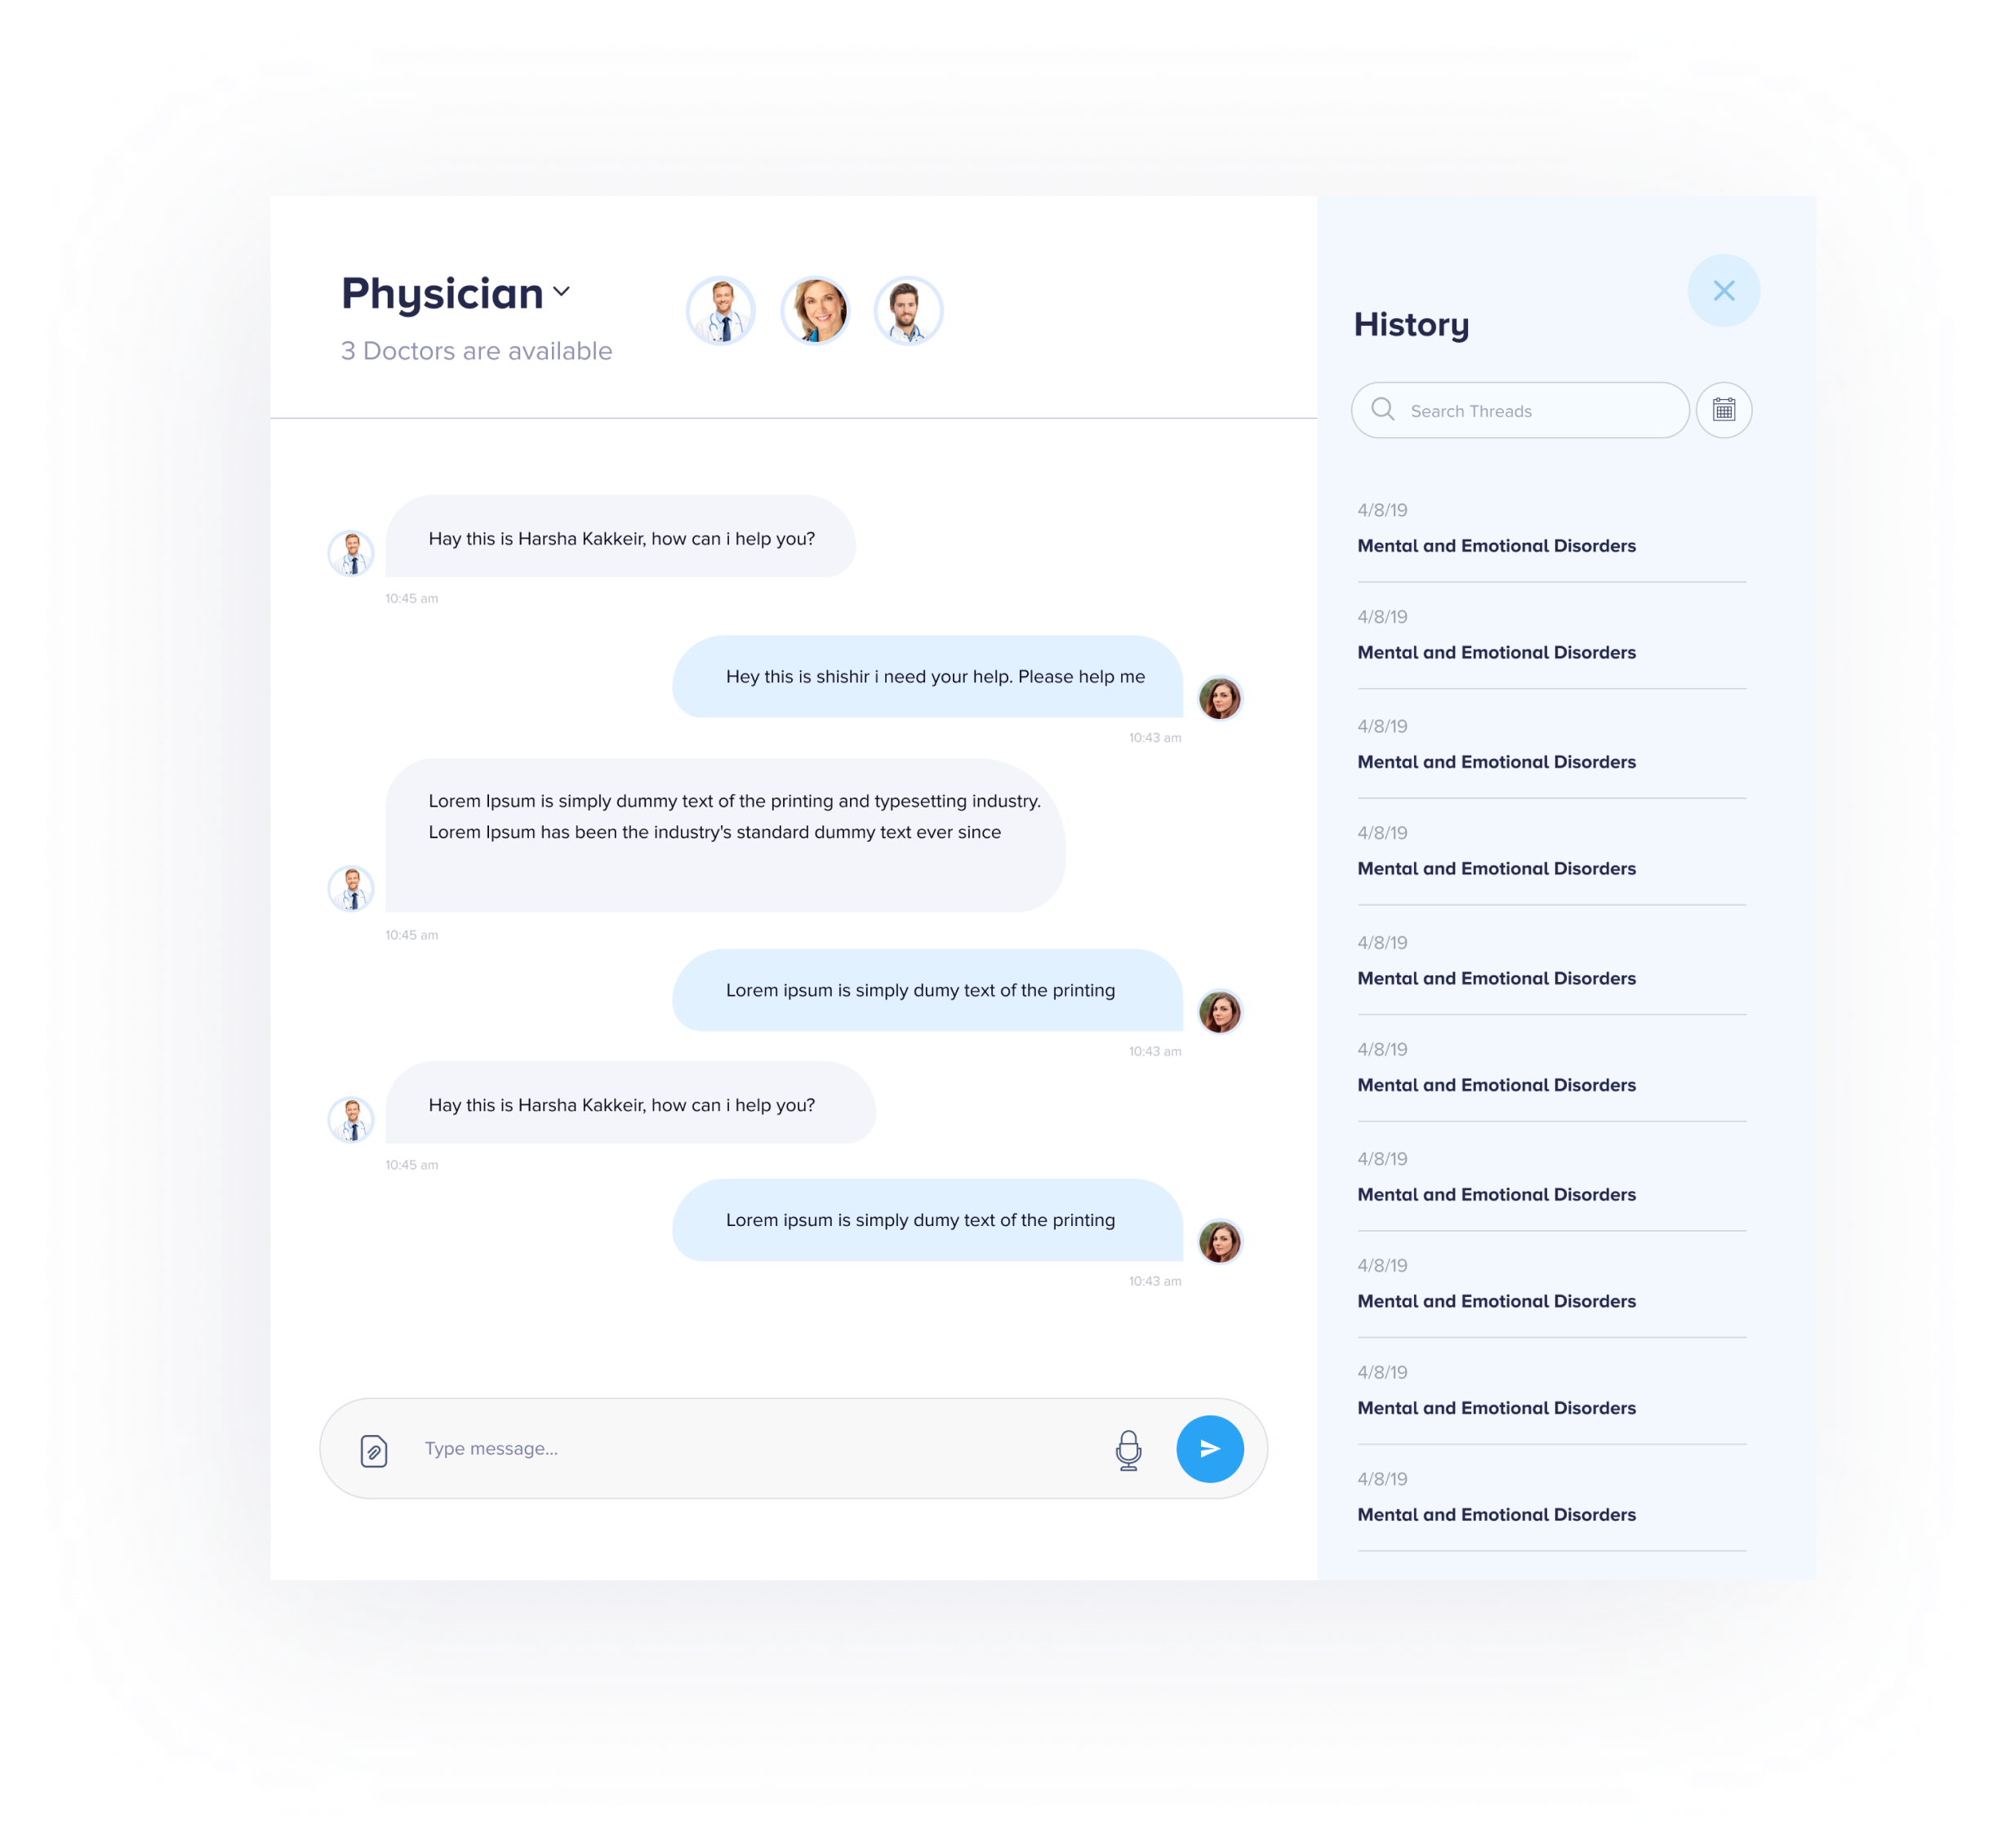 Physician
3 Doctors are available
Hay this is Harsha Kakkeir, how can i help you?
10:45 am
Hey this is shishir i need your help. Please help me
10:43 am
Lorem Ipsum is simply dummy text of the printing and typesetting industry.
Lorem Ipsum has been the industry's standard dummy text ever since
10:45 am
Lorem ipsum is simply dumy text of the printing
10:43 am
Hay this is Harsha Kakkeir, how can i help you?
10:45 am
Lorem ipsum is simply dumy text of the printing
10:43 am
Type message...
History
Search Threads
4/8/19
Mental and Emotional Disorders
4/8/19
Mental and Emotional Disorders
4/8/19
Mental and Emotional Disorders
4/8/19
Mental and Emotional Disorders
4/8/19
Mental and Emotional Disorders
4/8/19
Mental and Emotional Disorders
4/8/19
Mental and Emotional Disorders
4/8/19
Mental and Emotional Disorders
4/8/19
Mental and Emotional Disorders
4/8/19
Mental and Emotional Disorders